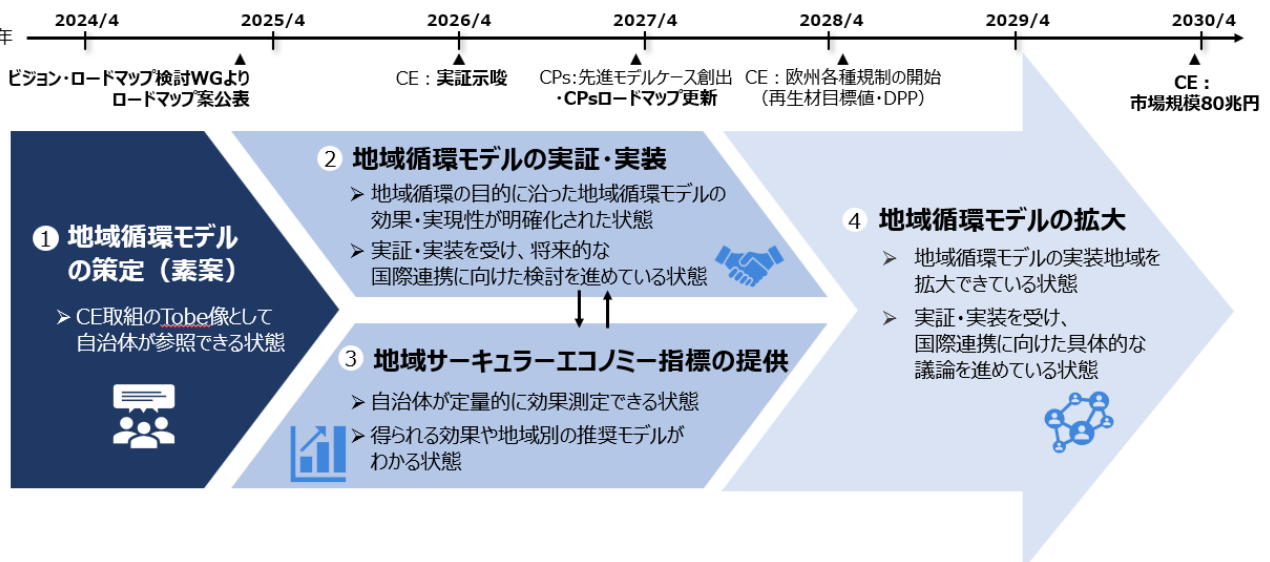 2024/4
2025/4
2026/4
2027/4
2028/4
2029/4
2030/4
年
ビジョン・ロードマップ検討WGより
ロードマップ案公表
CE：実証示唆
CPs:先進モデルケース創出
・CPsロードマップ更新
CE：欧州各種規制の開始
（再生材目標値・DPP）
CE：
市場規模80兆円
1 地域循環モデル
の策定（素案）
➢ CE取組のTobe像として
自治体が参照できる状態
2 地域循環モデルの実証・実装
➢ 地域循環の目的に沿った地域循環モデルの
効果・実現性が明確化された状態
➢ 実証・実装を受け、将来的な
国際連携に向けた検討を進めている状態
3 地域サーキュラーエコノミー指標の提供
➢ 自治体が定量的に効果測定できる状態
➢ 得られる効果や地域別の推奨モデルが
わかる状態
4 地域循環モデルの拡大
➢ 地域循環モデルの実装地域を
拡大できている状態
➢ 実証・実装を受け、
国際連携に向けた具体的な
議論を進めている状態